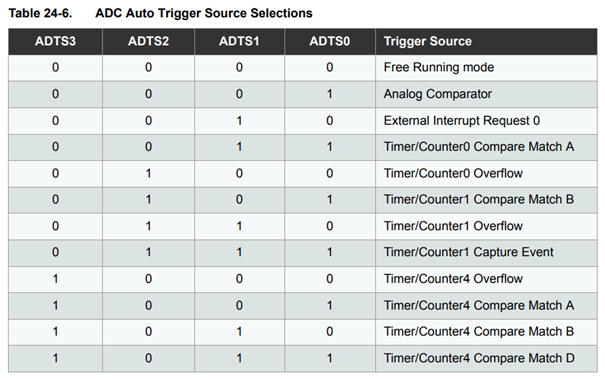 Table 24-6. ADC Auto Trigger Source Selections
ADTS3 ADTS2 ADTS1 ADTS0 Trigger Source
0 0 0 0 Free Running mode
0 0 0 1 Analog Comparator
0 0 1 0 External Interrupt Request 0
0 0 1 1 Timer/Counter0 Compare Match A
0 1 0 0 Timer/Counter0 Overflow
0 1 0 1 Timer/Counter1 Compare Match B
0 1 1 0 Timer/Counter1 Overflow
0 1 1 1 Timer/Counter1 Capture Event
1 0 0 0 Timer/Counter4 Overflow
1 0 0 1 Timer/Counter4 Compare Match A
1 0 1 0 Timer/Counter4 Compare Match B
1 0 1 1 Timer/Counter4 Compare Match D